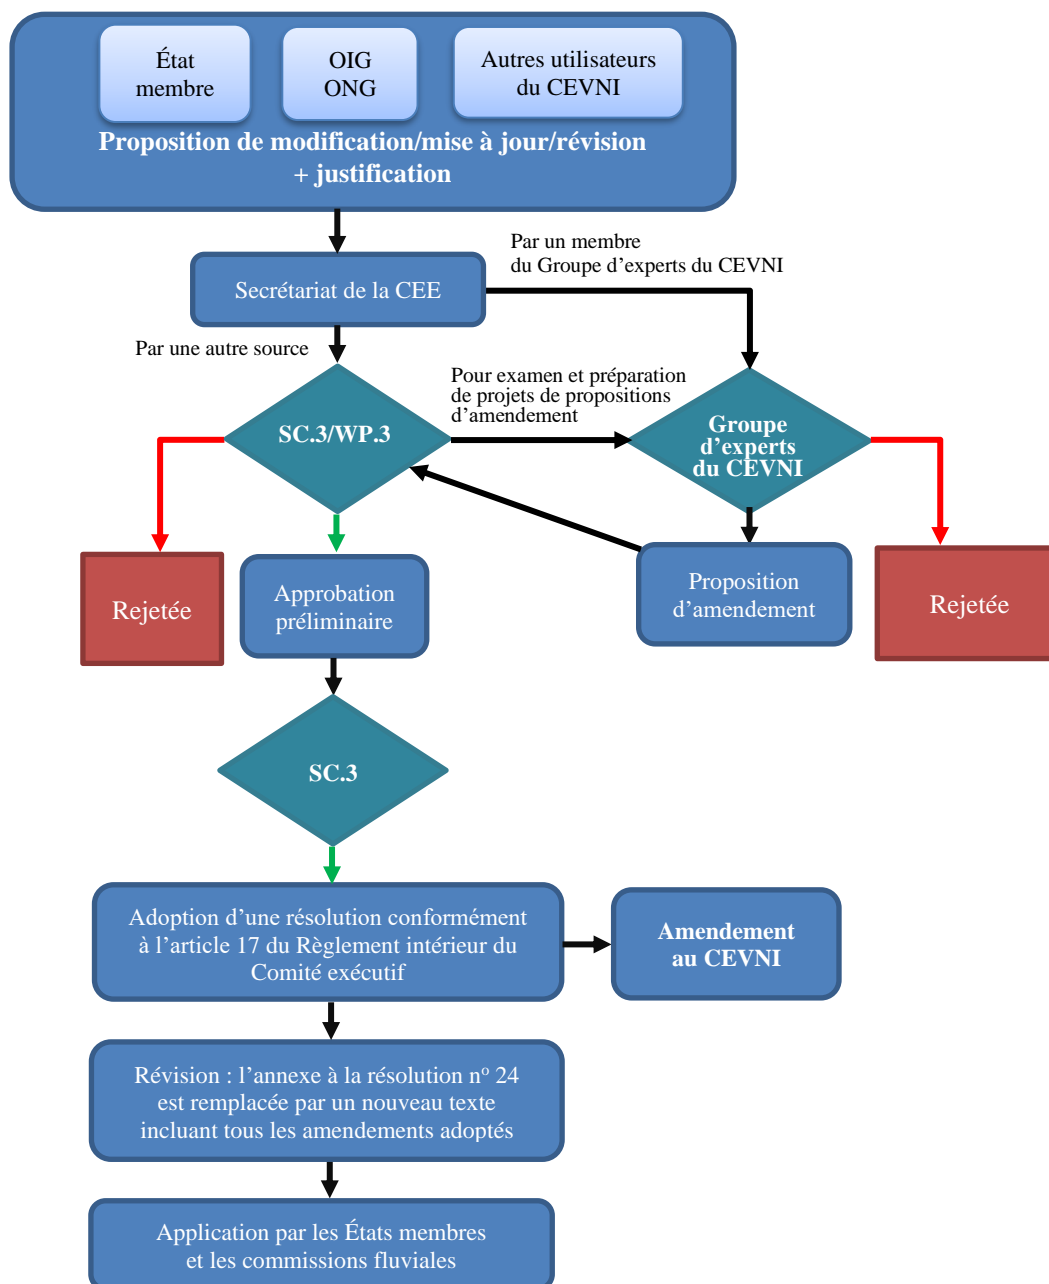 État
membre
OIG
ONG
Autres utilisateurs
du CEVNI
Proposition de modification/mise à jour/révision
+ justification
Par un membre
du Groupe d’experts du CEVNI
Secrétariat de la CEE
Par une autre source
Pour examen et préparation
de projets de propositions
d’amendement
SC.3/WP.3
Groupe
d’experts
du CEVNI
Rejetée
Approbation
préliminaire
Proposition
d’amendement
Rejetée
SC.3
Adoption d’une résolution conformément
à l’article 17 du Règlement intérieur du
Comité exécutif
Amendement
au CEVNI
Révision : l’annexe à la résolution nº 24
est remplacée par un nouveau texte
incluant tous les amendements adoptés
Application par les États membres
et les commissions fluviales